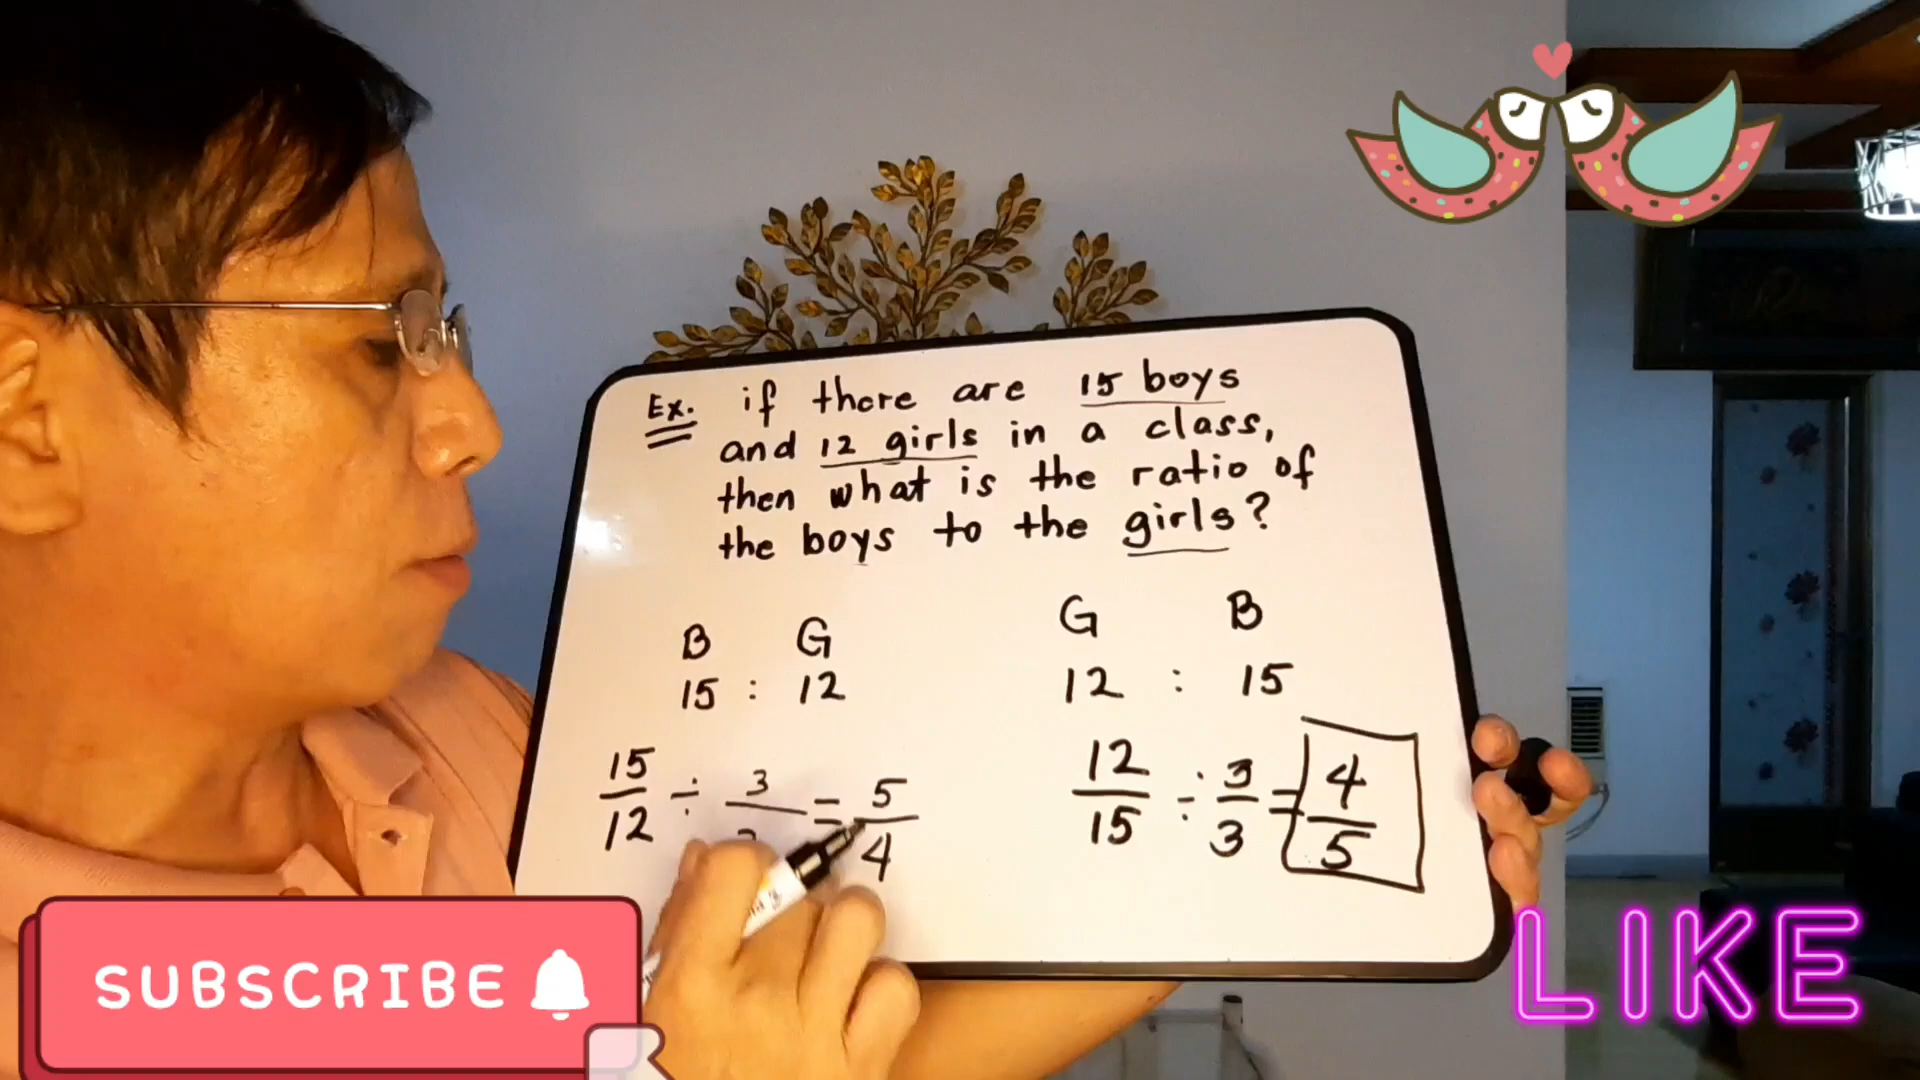 Ex. if there are 15 boys
and 12 girls in a class,
then what is the ratio of
the boys to the girls?
B G
15 : 12
15/12 ÷ 3/ = 5/4
G B
12 : 15
12/15 ÷ 3/3 = 4/5
SUBSCRIBE
LIKE